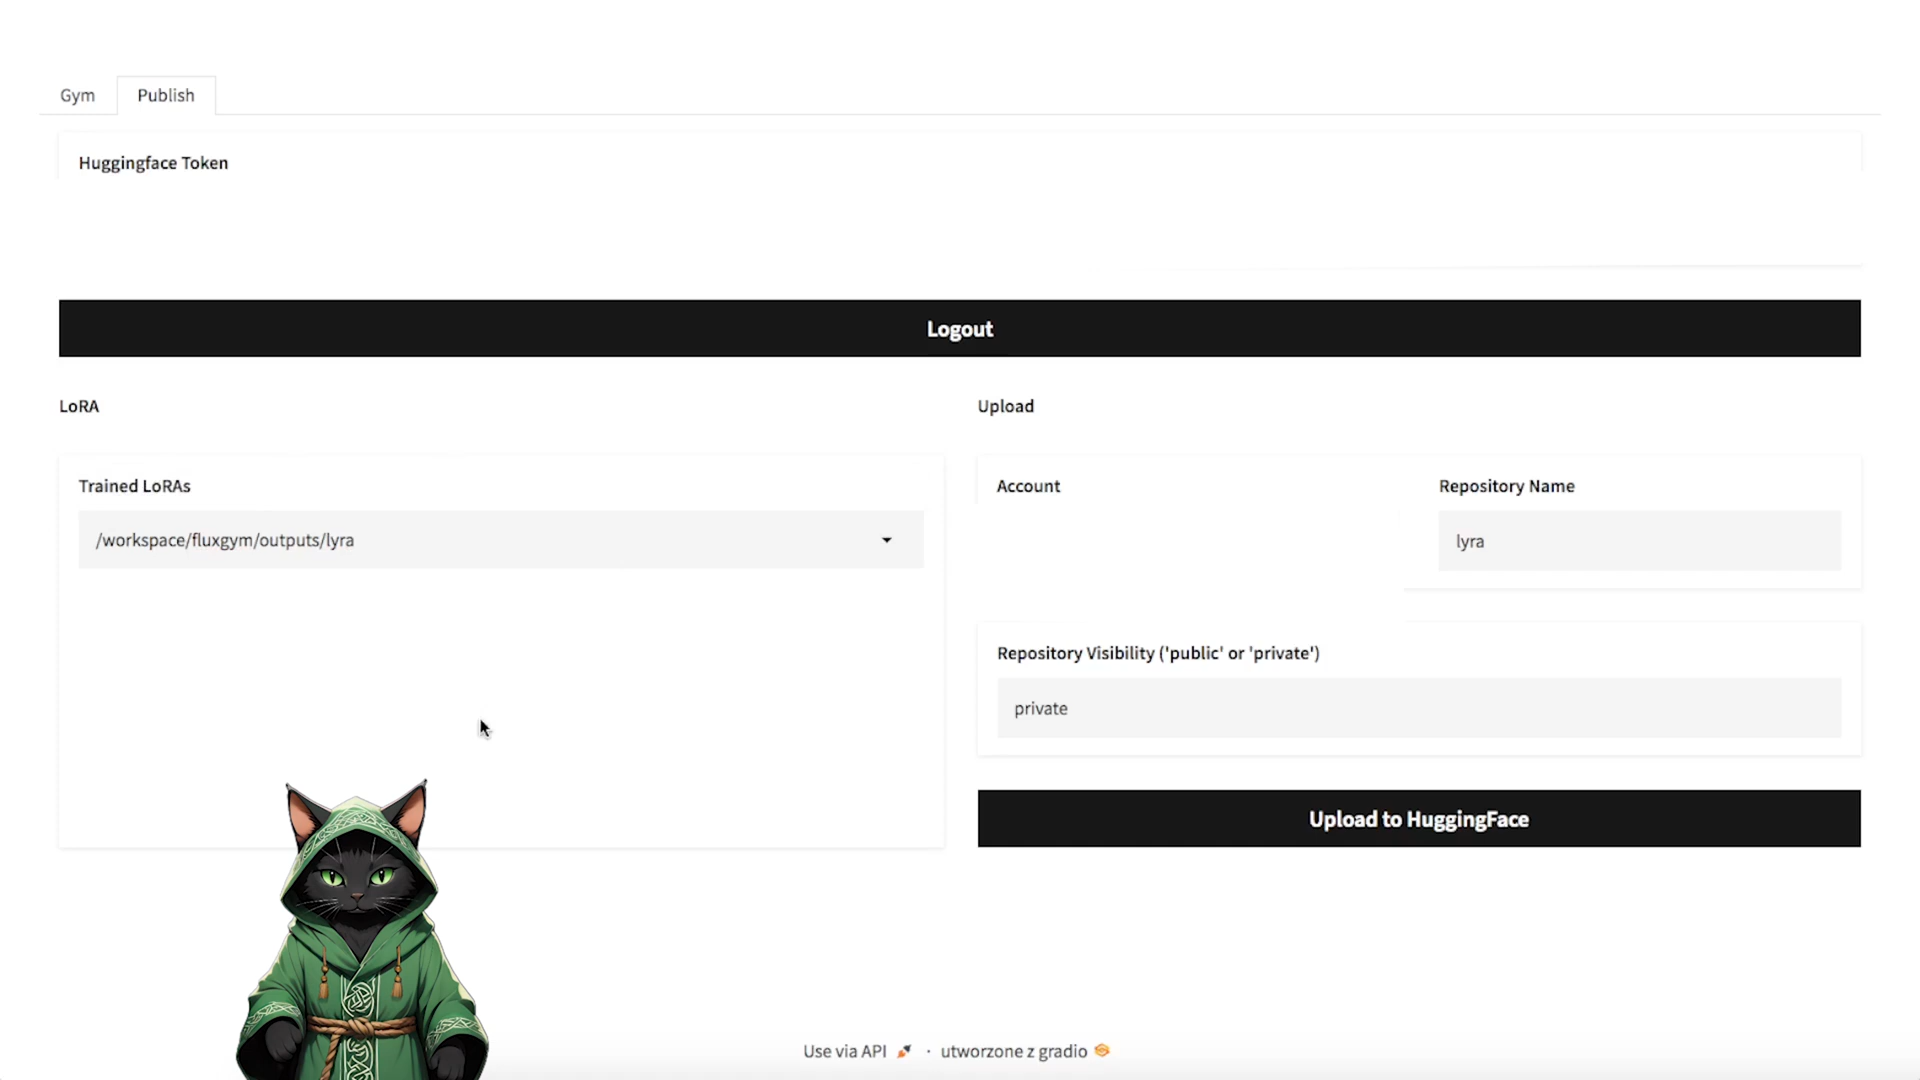 Gym
Publish
Huggingface Token
Logout
LoRA
Upload
Trained LoRAs
/workspace/fluxgym/outputs/lyra
Account
Repository Name
lyra
Repository Visibility ('public' or 'private')
private
Upload to HuggingFace
Use via API 🚀 · utworzone z gradio